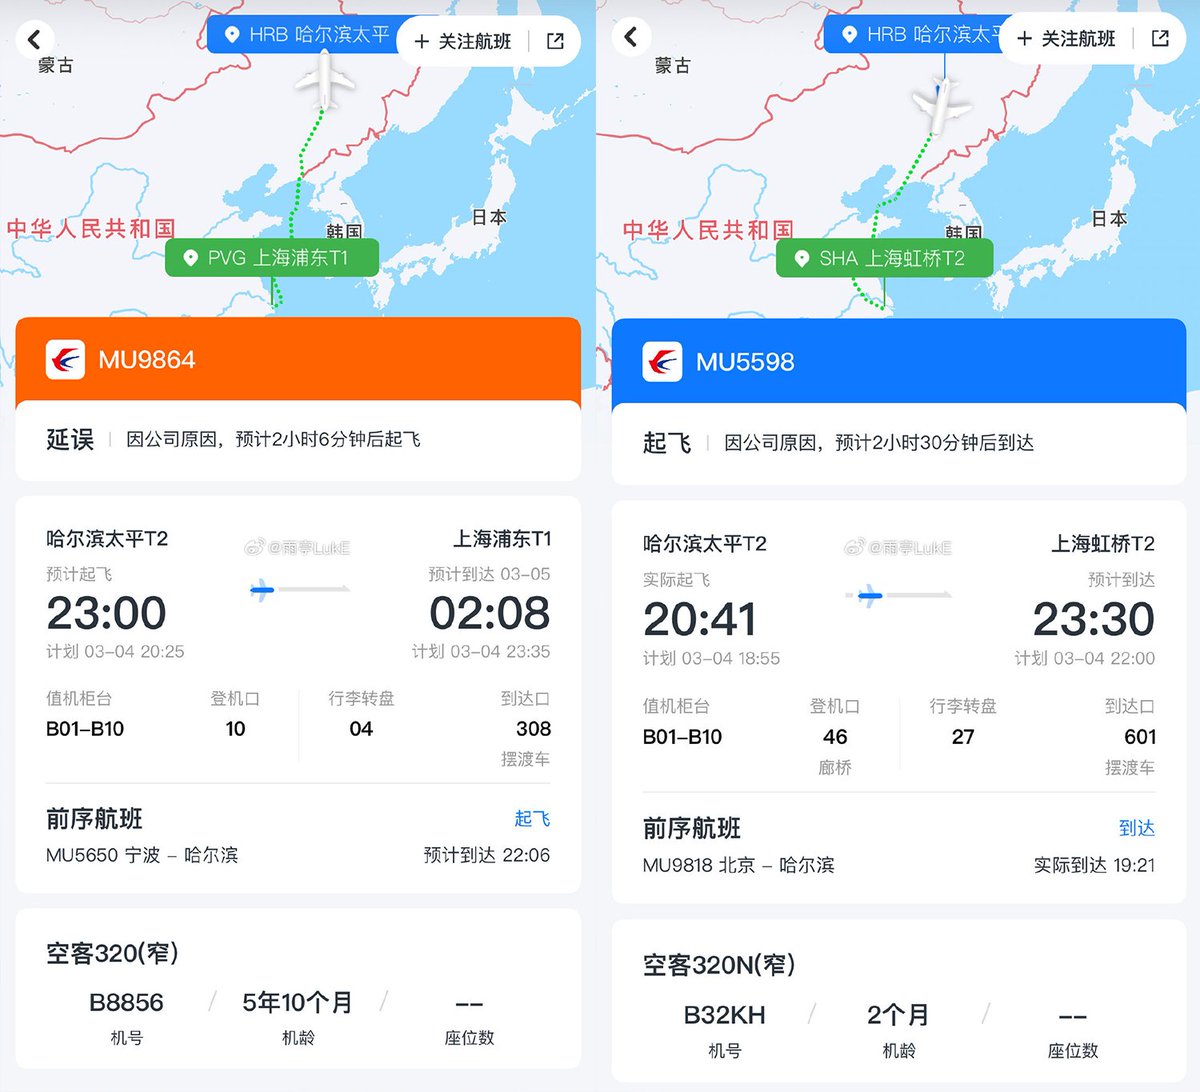 HRB 哈尔滨太平
+ 关注航班
蒙古
中华人民共和国
韩国
日本
PVG 上海浦东T1
MU9864
延误
因公司原因，预计2小时6分钟后起飞
哈尔滨太平T2
@雨亭LukE
上海浦东T1
预计起飞
预计到达 03-05
23:00
02:08
计划 03-04 20:25
计划 03-04 23:35
值机柜台
登机口
行李转盘
到达口
B01-B10
10
04
308
摆渡车
前序航班
起飞
MU5650 宁波 - 哈尔滨
预计到达 22:06
空客320(窄)
B8856 / 5年10个月 / --
机号
机龄
座位数
HRB 哈尔滨太平
+ 关注航班
蒙古
中华人民共和国
韩国
日本
SHA 上海虹桥T2
MU5598
起飞
因公司原因，预计2小时30分钟后到达
哈尔滨太平T2
@雨亭LukE
上海虹桥T2
实际起飞
预计到达
20:41
23:30
计划 03-04 18:55
计划 03-04 22:00
值机柜台
登机口
行李转盘
到达口
B01-B10
46
27
601
廊桥
摆渡车
前序航班
到达
MU9818 北京 - 哈尔滨
实际到达 19:21
空客320N(窄)
B32KH / 2个月 / --
机号
机龄
座位数